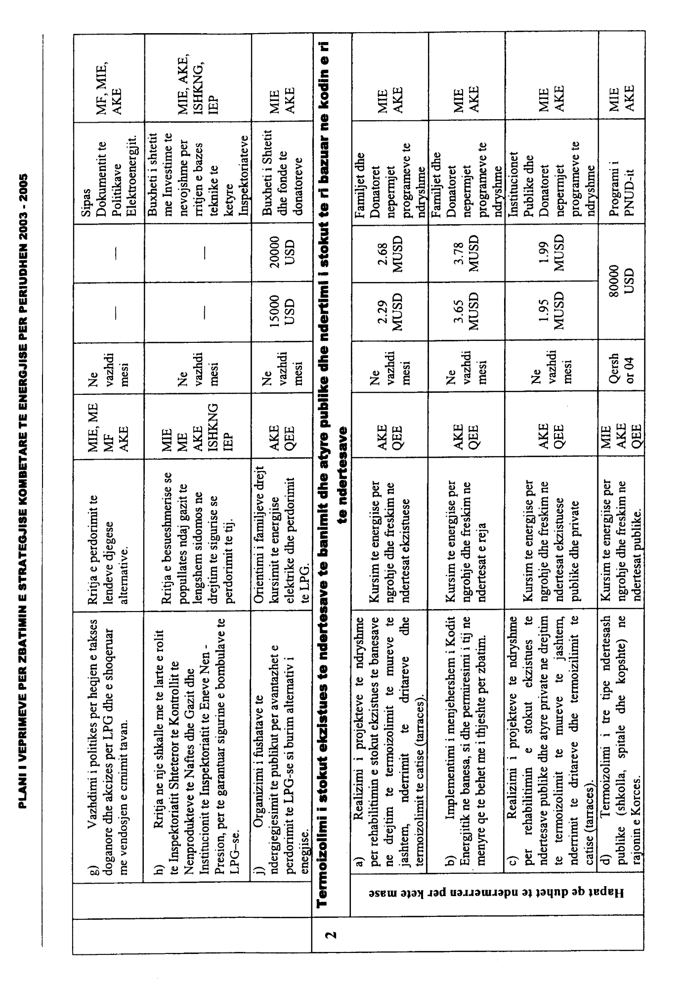 PLANI I VEPRIMEVE PER ZBATIMIN E STRATEGJISE KOMBETARE TE ENERGJISE PER PERIUDHEN 2003 - 2005
g) Vazhdimi i politikes per heqjen e takses
doganore dhe akcizes per LPG dhe e shoqeruar
me vendosjen e cmimit tavan.
Rritja e perdorimit te
lendeve djegese
alternative.
MIE, ME
MF
AKE
Ne
vazhdi
mesi
—
—
Sipas
Dokumentit te
Politikave
Elektroenergjit.
MF, MIE,
AKE
h) Rritja ne nje shkalle me te larte e rolit
te Inspektoriatit Shteteror te Kontrollit te
Nenprodukteve te Naftes dhe Gazit dhe
Institucionit te Inspektoriatit te Eneve Nen -
Presion, per te garantuar sigurine e bombulave te
LPG–se.
Rritja e besueshmerise se
popullates ndaj gazit te
lengshem sidomos ne
drejtim te sigurise se
perdorimit te tij.
MIE
ME
AKE
ISHKNG
IEP
Ne
vazhdi
mesi
—
—
Buxheti i shtetit
me Investime te
nevojshme per
rritjen e bazes
teknike te
ketyre
Inspektoriateve
MIE, AKE,
ISHKNG,
IEP
j) Organizimi i fushatave te
ndergjegjesimit te publikut per avantazhet e
perdorimit te LPG-se si burim alternativ i
enegjise.
Orientimi i familjeve drejt
kursimit te energjise
elektrike dhe perdorimit
te LPG.
AKE
QEE
Ne
vazhdi
mesi
15000
USD
20000
USD
Buxheti i Shtetit
dhe fonde te
donatoreve
MIE
AKE
2
Termoizolimi i stokut ekzistues te ndertesave te banimit dhe atyre publike dhe ndertimi i stokut te ri bazuar ne kodin e ri
te ndertesave
Hapat qe duhet te ndermerren per kete mase
a) Realizimi i projekteve te ndryshme
per rehabilitimin e stokut ekzistues te banesave
ne drejtim te termoizolimit te mureve te
jashtem, nderrimit te dritareve dhe
termoizolimit te catise (tarraces).
Kursim te energjise per
ngrohje dhe freskim ne
ndertesat ekzistuese
AKE
QEE
Ne
vazhdi
mesi
2.29
MUSD
2.68
MUSD
Familjet dhe
Donatoret
nepermjet
programeve te
ndryshme
MIE
AKE
b) Implementimi i menjehershem i Kodit
Energjitik ne banesa, si dhe permiresimi i tij ne
menyre qe te behet me i thjeshte per zbatim.
Kursim te energjise per
ngrohje dhe freskim ne
ndertesat e reja
AKE
QEE
Ne
vazhdi
mesi
3.65
MUSD
3.78
MUSD
Familjet dhe
Donatoret
nepermjet
programeve te
ndryshme
MIE
AKE
c) Realizimi i projekteve te ndryshme
per rehabilitimin e stokut ekzistues te
ndertesave publike dhe atyre private ne drejtim
te termoizolimit te mureve te jashtem,
nderrimit te dritareve dhe termoizilimit te
catise (tarraces).
Kursim te energjise per
ngrohje dhe freskim ne
ndertesat ekzistuese
publike dhe private
AKE
QEE
Ne
vazhdi
mesi
1.95
MUSD
1.99
MUSD
Institucionet
Publike dhe
Donatoret
nepermjet
programeve te
ndryshme
MIE
AKE
d) Termoizolimi i tre tipe ndertesash
publike (shkolla, spitale dhe kopshte) ne
rajonin e Korces.
Kursim te energjise per
ngrohje dhe freskim ne
ndertesat publike.
MIE
AKE
QEE
Qersh
or 04
80000
USD
Programi i
PNUD-it
MIE
AKE